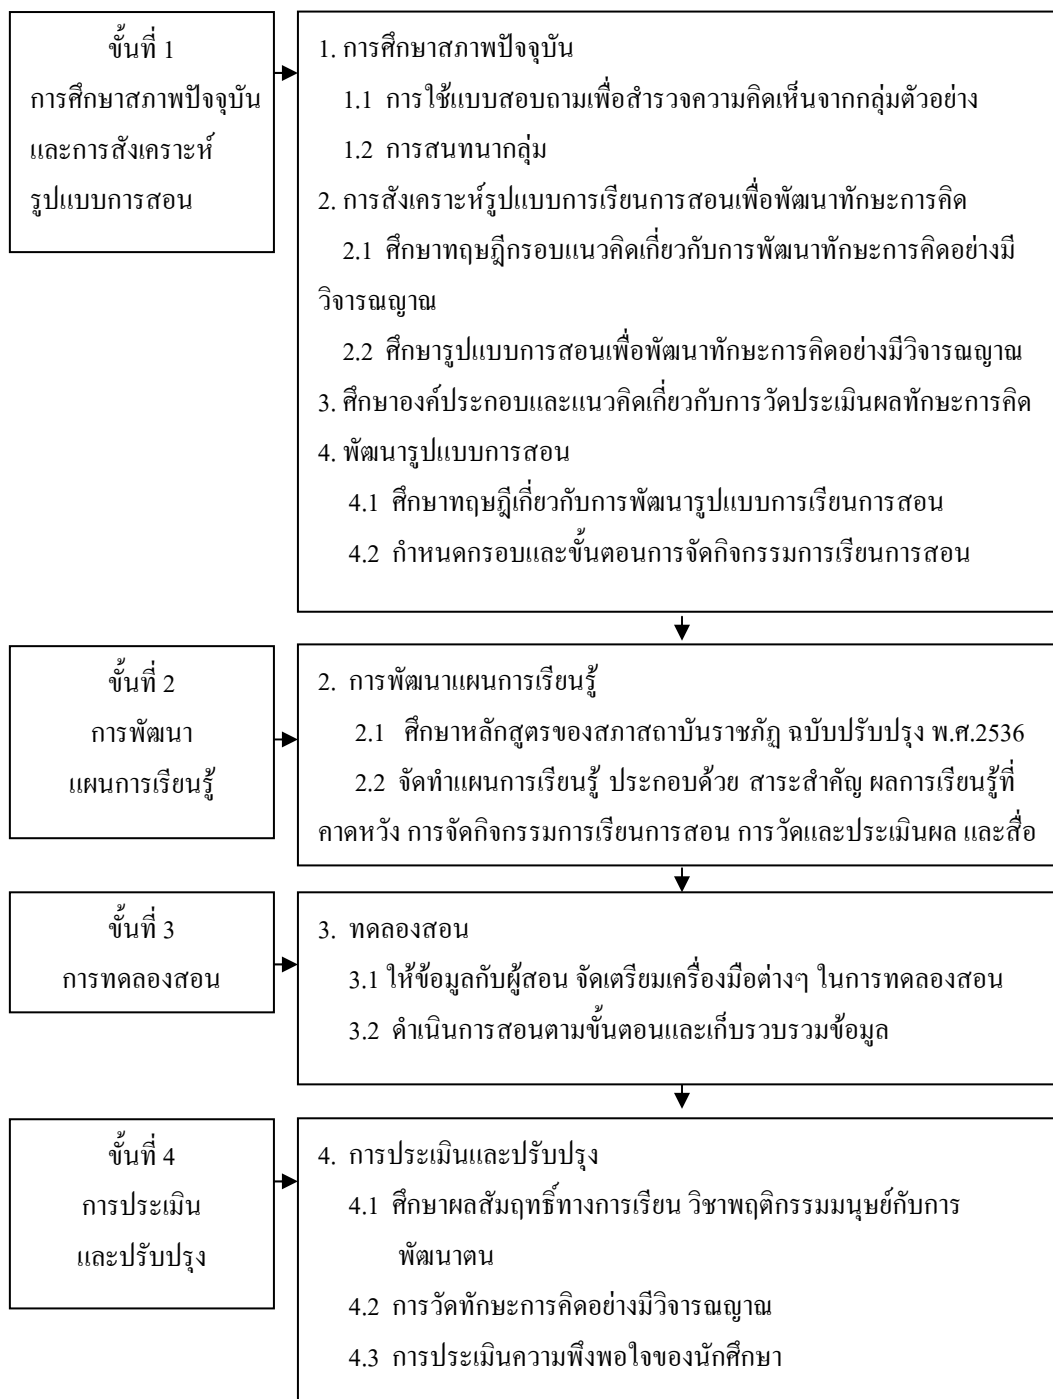 ขั้นที่ 1
การศึกษาสภาพปัจจุบัน
และการสังเคราะห์
รูปแบบการสอน
1. การศึกษาสภาพปัจจุบัน
1.1 การใช้แบบสอบถามเพื่อสำรวจความคิดเห็นจากกลุ่มตัวอย่าง
1.2 การสนทนากลุ่ม
2. การสังเคราะห์รูปแบบการเรียนการสอนเพื่อพัฒนาทักษะการคิด
2.1 ศึกษาทฤษฎีกรอบแนวคิดเกี่ยวกับการพัฒนาทักษะการคิดอย่างมี
วิจารณญาณ
2.2 ศึกษารูปแบบการสอนเพื่อพัฒนาทักษะการคิดอย่างมีวิจารณญาณ
3. ศึกษาองค์ประกอบและแนวคิดเกี่ยวกับการวัดประเมินผลทักษะการคิด
4. พัฒนารูปแบบการสอน
4.1 ศึกษาทฤษฎีเกี่ยวกับการพัฒนารูปแบบการเรียนการสอน
4.2 กำหนดกรอบและขั้นตอนการจัดกิจกรรมการเรียนการสอน
ขั้นที่ 2
การพัฒนา
แผนการเรียนรู้
2. การพัฒนาแผนการเรียนรู้
2.1 ศึกษาหลักสูตรของสภาสถาบันราชภัฏ ฉบับปรับปรุง พ.ศ.2536
2.2 จัดทำแผนการเรียนรู้ ประกอบด้วย สาระสำคัญ ผลการเรียนรู้ที่
คาดหวัง การจัดกิจกรรมการเรียนการสอน การวัดและประเมินผล และสื่อ
ขั้นที่ 3
การทดลองสอน
3. ทดลองสอน
3.1 ให้ข้อมูลกับผู้สอน จัดเตรียมเครื่องมือต่างๆ ในการทดลองสอน
3.2 ดำเนินการสอนตามขั้นตอนและเก็บรวบรวมข้อมูล
ขั้นที่ 4
การประเมิน
และปรับปรุง
4. การประเมินและปรับปรุง
4.1 ศึกษาผลสัมฤทธิ์ทางการเรียน วิชาพฤติกรรมมนุษย์กับการ
พัฒนาตน
4.2 การวัดทักษะการคิดอย่างมีวิจารณญาณ
4.3 การประเมินความพึงพอใจของนักศึกษา